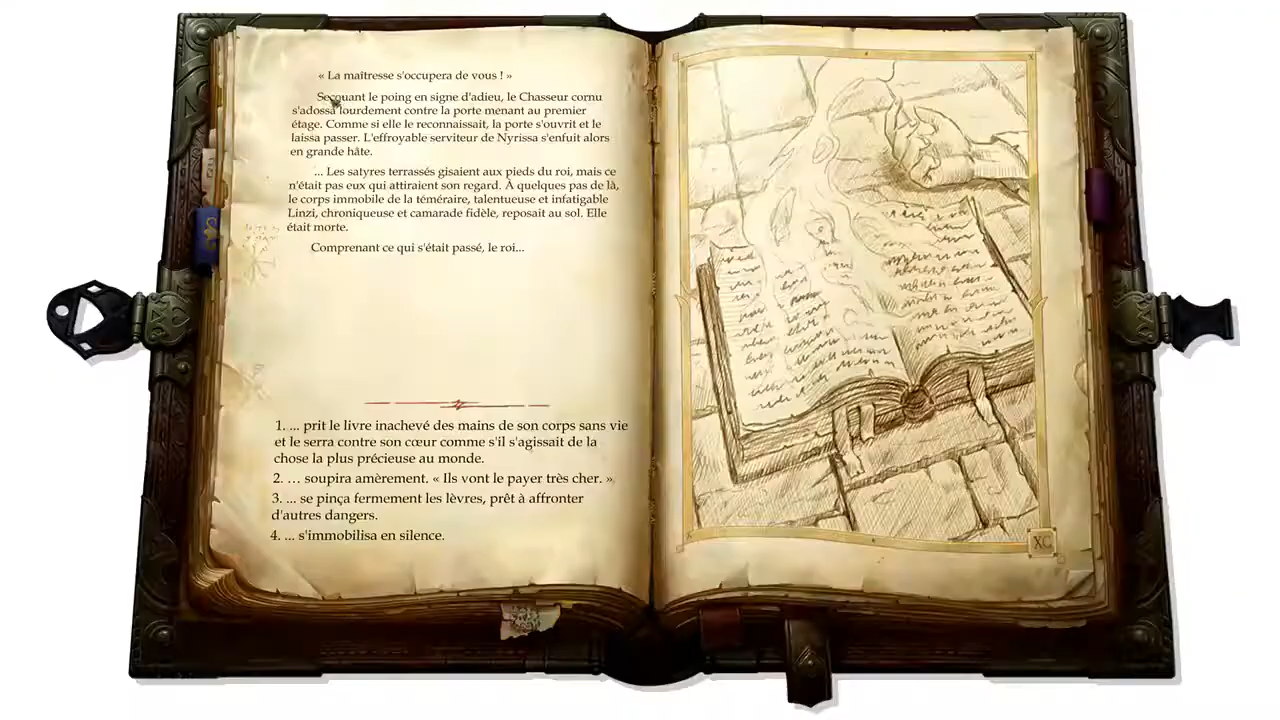 « La maîtresse s'occupera de vous ! »
Secouant le poing en signe d'adieu, le Chasseur cornu
s'adossa lourdement contre la porte menant au premier
étage. Comme si elle le reconnaissait, la porte s'ouvrit et le
laissa passer. L'effroyable serviteur de Nyrissa s'enfuit alors
en grande hâte.
... Les satyres terrassés gisaient aux pieds du roi, mais ce
n'était pas eux qui attiraient son regard. À quelques pas de là,
le corps immobile de la téméraire, talentueuse et infatigable
Linzi, chroniqueuse et camarade fidèle, reposait au sol. Elle
était morte.
Comprenant ce qui s'était passé, le roi...
1. ... prit le livre inachevé des mains de son corps sans vie
et le serra contre son cœur comme s'il s'agissait de la
chose la plus précieuse au monde.
2. … soupira amèrement. « Ils vont le payer très cher. »
3. ... se pinça fermement les lèvres, prêt à affronter
d'autres dangers.
4. ... s'immobilisa en silence.
XC